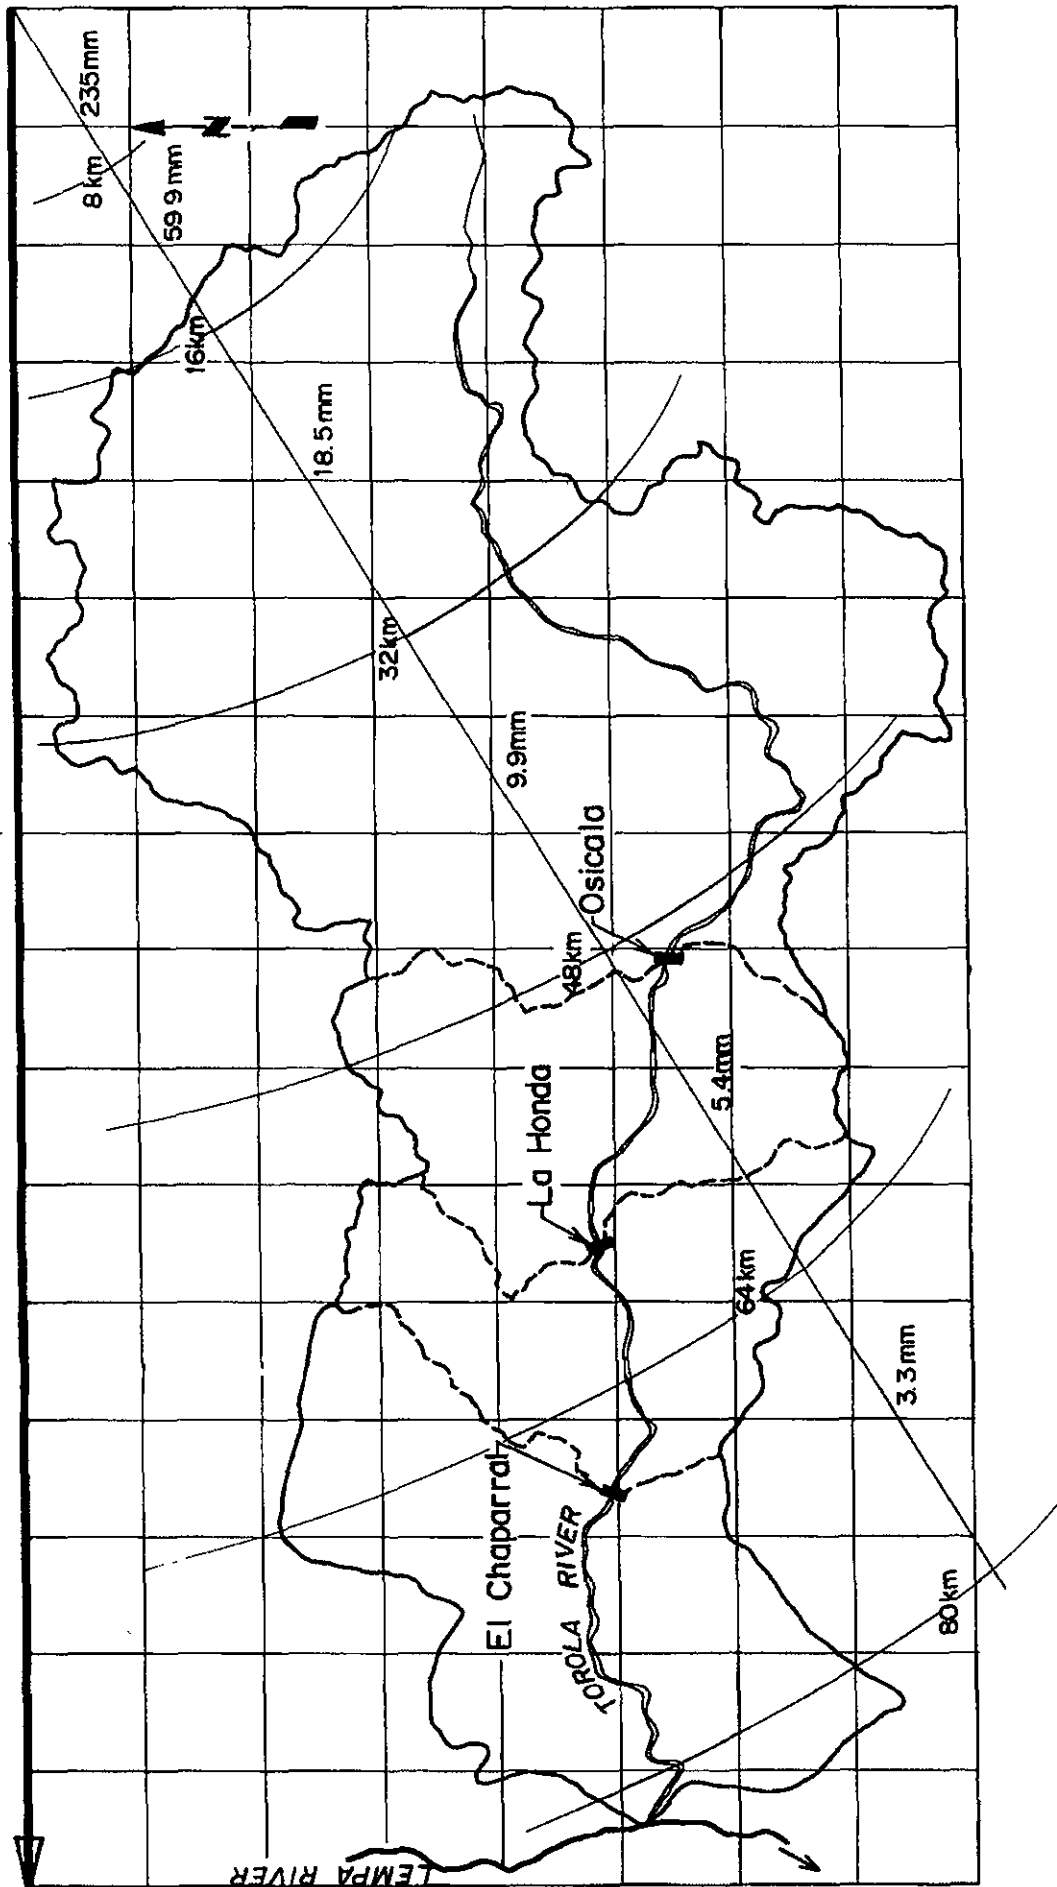 235mm
8km
N
59.9mm
16km
18.5mm
32km
9.9mm
Osicala
48km
5.4mm
La Honda
64km
3.3mm
El Chaparral
TOROLA RIVER
80km
LEMPA RIVER